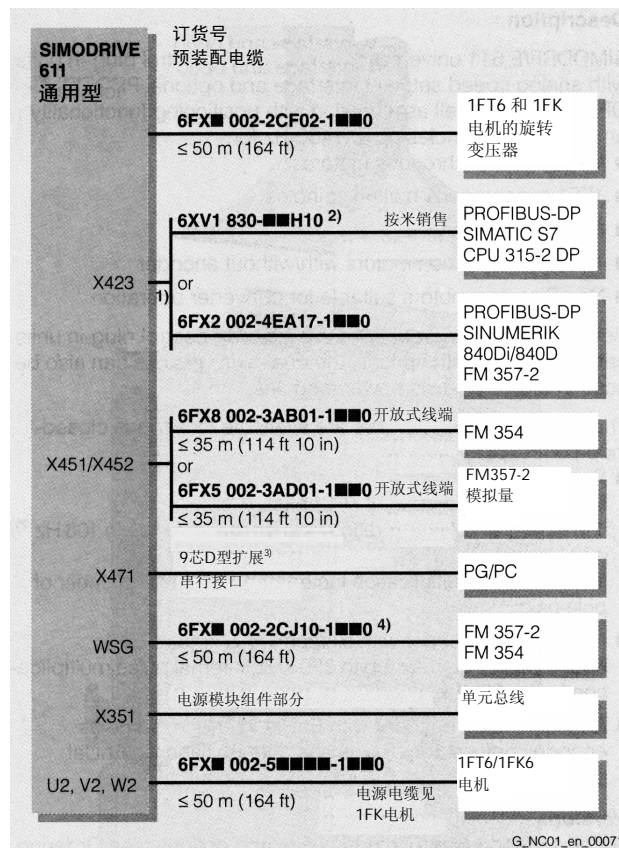 SIMODRIVE
611
通用型
订货号
预装配电缆
6FX■ 002-2CF02-1■■0
≤ 50 m (164 ft)
1FT6 和 1FK
电机的旋转
变压器
X423
1)
6XV1 830-■■H10 2)
按米销售
PROFIBUS-DP
SIMATIC S7
CPU 315-2 DP
or
6FX2 002-4EA17-1■■0
PROFIBUS-DP
SINUMERIK
840Di/840D
FM 357-2
X451/X452
6FX8 002-3AB01-1■■0 开放式线端
≤ 35 m (114 ft 10 in)
FM 354
or
6FX5 002-3AD01-1■■0 开放式线端
≤ 35 m (114 ft 10 in)
FM357-2
模拟量
X471
9芯D型扩展3)
串行接口
PG/PC
WSG
6FX■ 002-2CJ10-1■■0 4)
≤ 50 m (164 ft)
FM 357-2
FM 354
X351
电源模块组件部分
单元总线
U2, V2, W2
6FX■ 002-5■■■■-1■■0
≤ 50 m (164 ft)
电源电缆见
1FK电机
1FT6/1FK6
电机
G_NC01_en_00071